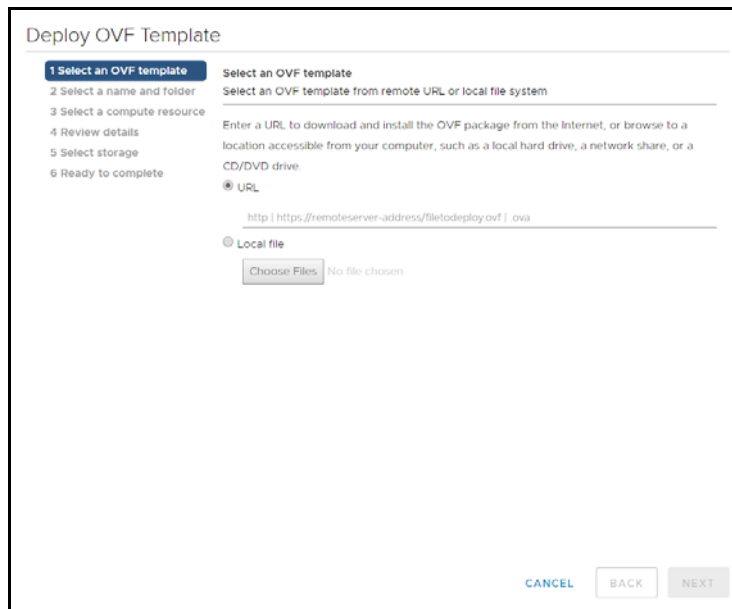 Deploy OVF Template
1 Select an OVF template
2 Select a name and folder
3 Select a compute resource
4 Review details
5 Select storage
6 Ready to complete
Select an OVF template
Select an OVF template from remote URL or local file system
Enter a URL to download and install the OVF package from the Internet, or browse to a
location accessible from your computer, such as a local hard drive, a network share, or a
CD/DVD drive.
URL
http | https://remoteserver-address/filetodeploy.ovf | .ova
Local file
Choose Files No file chosen
CANCEL BACK NEXT